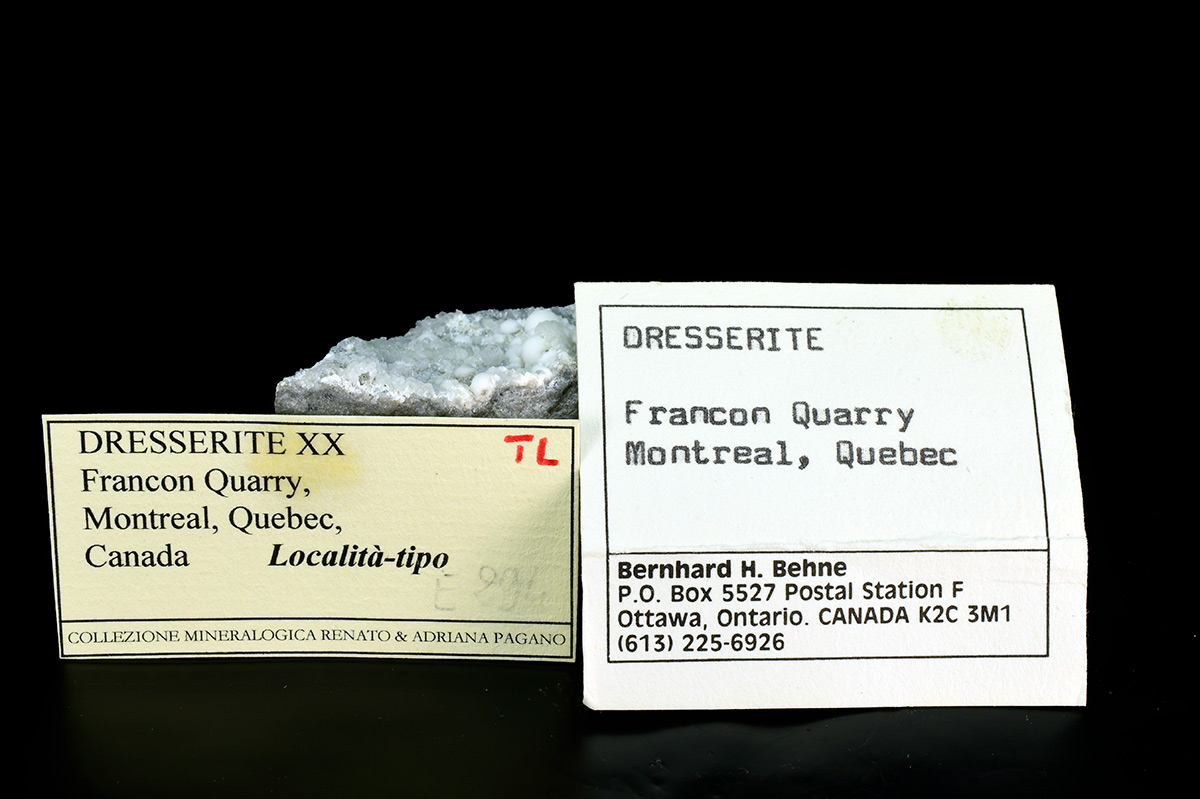 DRESSERITE XX
TL
Francon Quarry,
Montreal, Quebec,
Canada Località-tipo
COLLEZIONE MINERALOGICA RENATO & ADRIANA PAGANO
DRESSERITE
Francon Quarry
Montreal, Quebec
Bernhard H. Behne
P.O. Box 5527 Postal Station F
Ottawa, Ontario. CANADA K2C 3M1
(613) 225-6926